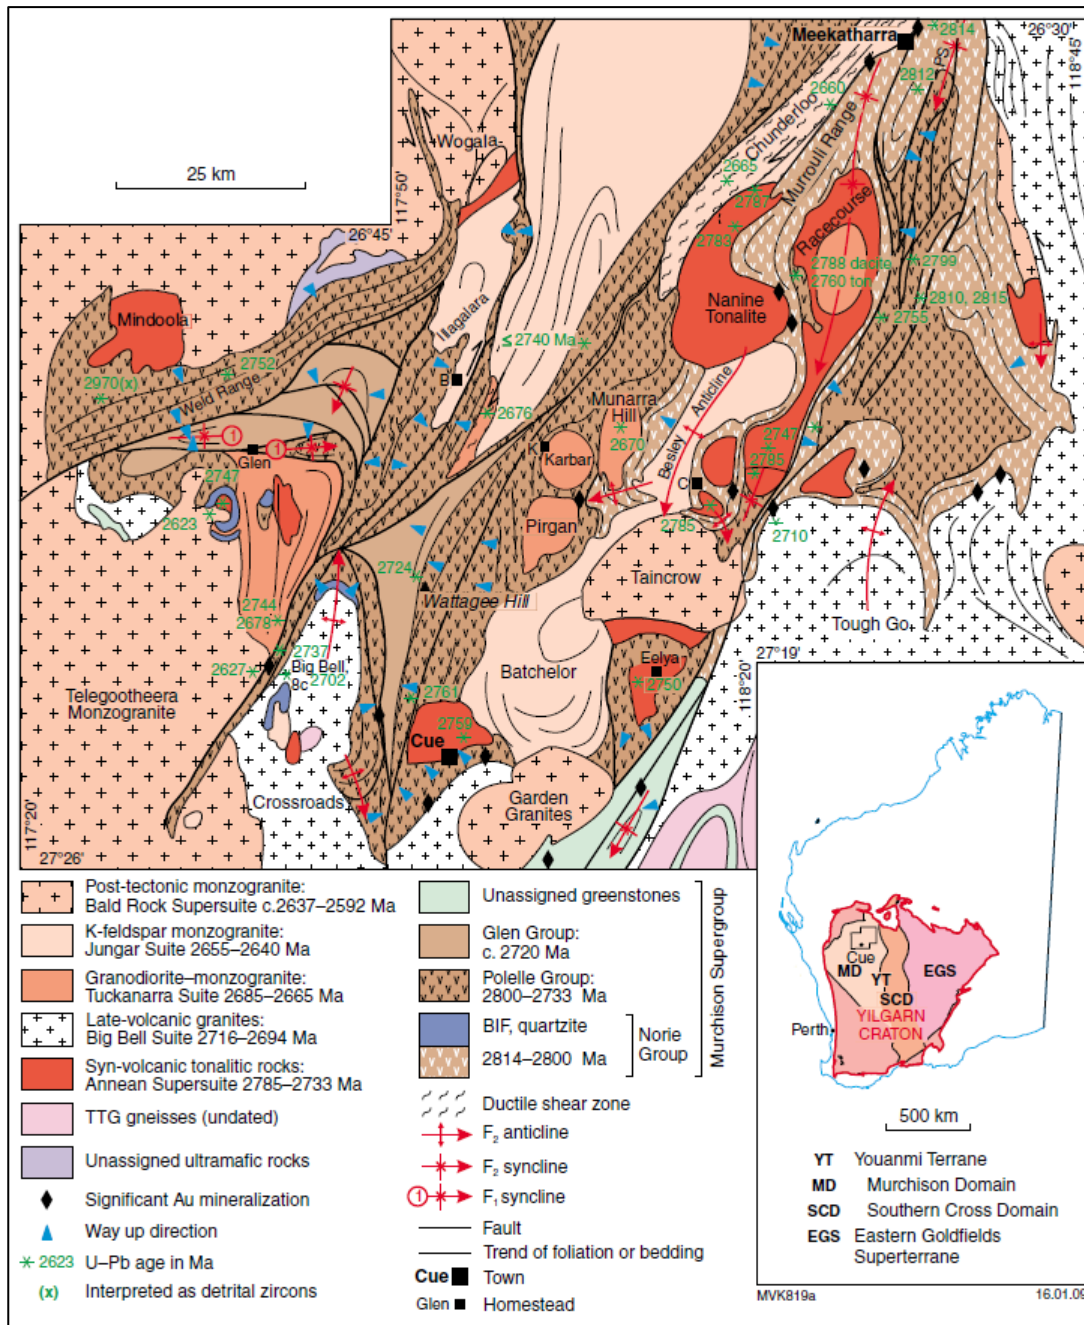 Meekatharra
26°30'
118°45'
2814
PS
2812
2660
Chunderloo
Murrouli Range
Wogala
25 km
117°50'
26°45'
2665
2787
2783
Racecourse
2799
2788 dacite
2760 ton
2810, 2815
2755
Nanine
Tonalite
Mindoola
Illagalara
≤2740 Ma
2752
2970(x)
Weld Range
B
Munarra
Hill
2676
2670
Besley
Anticline
1
1
Glen
K
Karbar
2747
2785
C
2747
2623
Pirgan
2785
2710
2724
Wattagee Hill
Taincrow
Tough Go
2744
2678
2737
2627
Big Bell
8c
2702
Batchelor
Eelya
2750
27°19'
118°20'
Telegootheera
Monzogranite
2761
2759
Cue
Crossroads
Garden
Granites
117°20'
27°26'
Post-tectonic monzogranite:
Bald Rock Supersuite c.2637–2592 Ma
K-feldspar monzogranite:
Jungar Suite 2655–2640 Ma
Granodiorite–monzogranite:
Tuckanarra Suite 2685–2665 Ma
Late-volcanic granites:
Big Bell Suite 2716–2694 Ma
Syn-volcanic tonalitic rocks:
Annean Supersuite 2785–2733 Ma
TTG gneisses (undated)
Unassigned ultramafic rocks
Significant Au mineralization
Way up direction
2623 U–Pb age in Ma
(x) Interpreted as detrital zircons
Unassigned greenstones
Glen Group:
c. 2720 Ma
Polelle Group:
2800–2733 Ma
BIF, quartzite
2814–2800 Ma
Norie
Group
Murchison Supergroup
Ductile shear zone
F2 anticline
F2 syncline
1 F1 syncline
Fault
Trend of foliation or bedding
Cue Town
Glen Homestead
Cue
MD
YT
SCD
EGS
YILGARN
CRATON
Perth
500 km
YT Youanmi Terrane
MD Murchison Domain
SCD Southern Cross Domain
EGS Eastern Goldfields
Superterrane
MVK819a
16.01.09